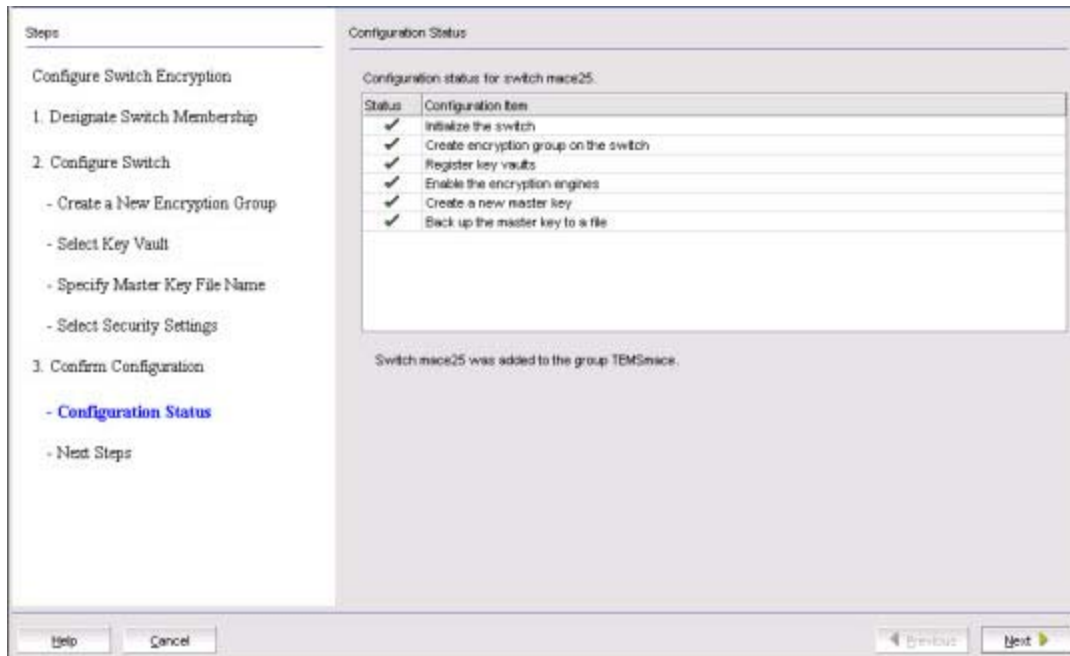 Steps
Configure Switch Encryption
1. Designate Switch Membership
2. Configure Switch
- Create a New Encryption Group
- Select Key Vault
- Specify Master Key File Name
- Select Security Settings
3. Confirm Configuration
- Configuration Status
- Next Steps
Configuration Status
Configuration status for switch mace25.
Status Configuration Item
✔ Initialize the switch
✔ Create encryption group on the switch
✔ Register key vaults
✔ Enable the encryption engines
✔ Create a new master key
✔ Back up the master key to a file
Switch mace25 was added to the group TEMSmace.
Help Cancel Previous Next